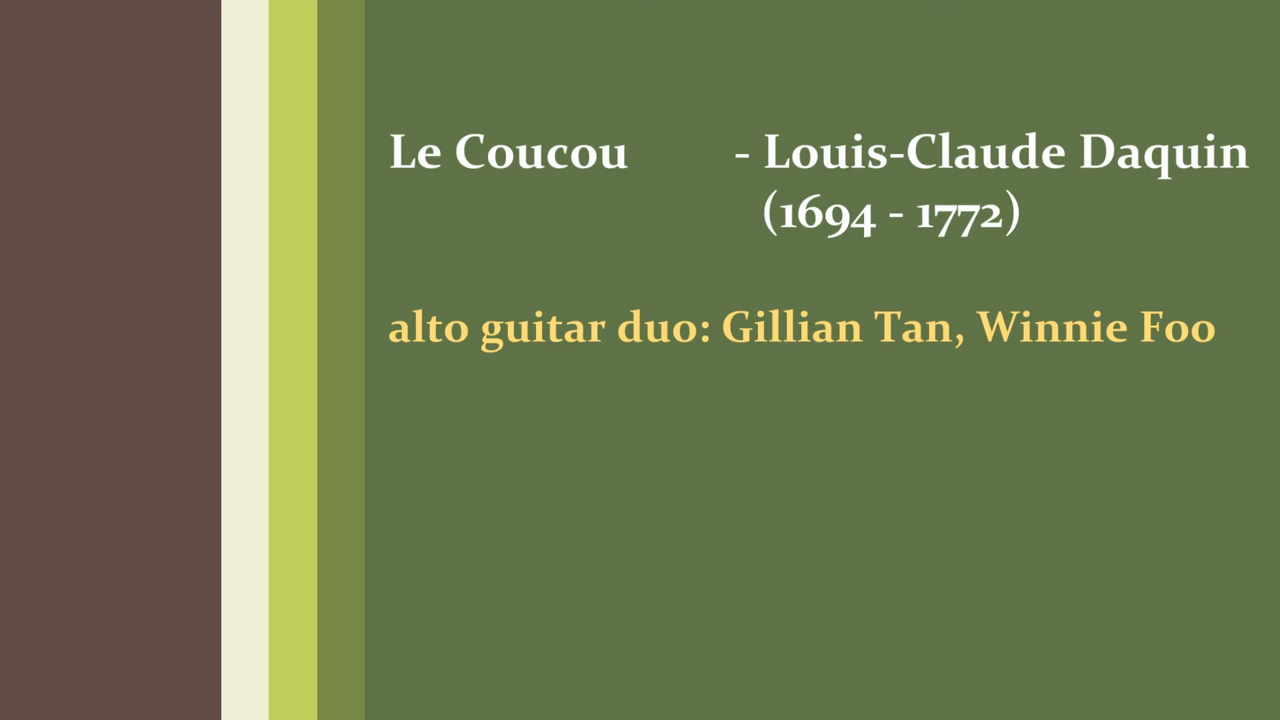 Le Coucou - Louis-Claude Daquin
(1694 - 1772)
alto guitar duo: Gillian Tan, Winnie Foo